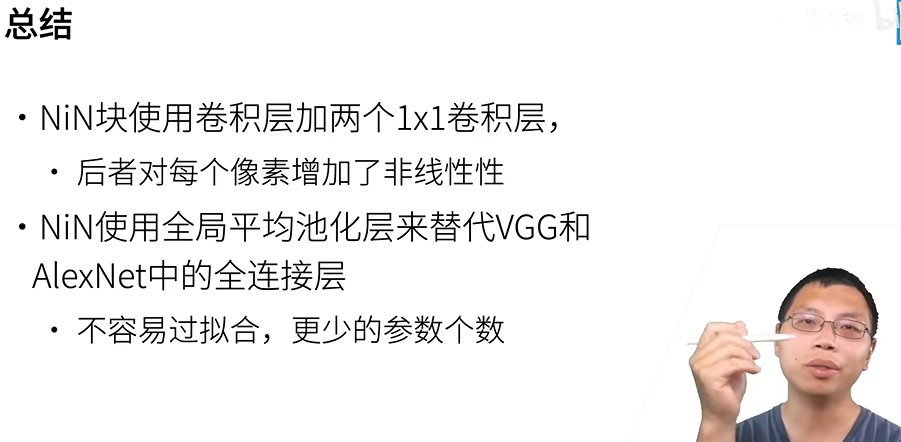 总结
• NiN块使用卷积层加两个1x1卷积层，
• 后者对每个像素增加了非线性性
• NiN使用全局平均池化层来替代VGG和
AlexNet中的全连接层
• 不容易过拟合，更少的参数个数